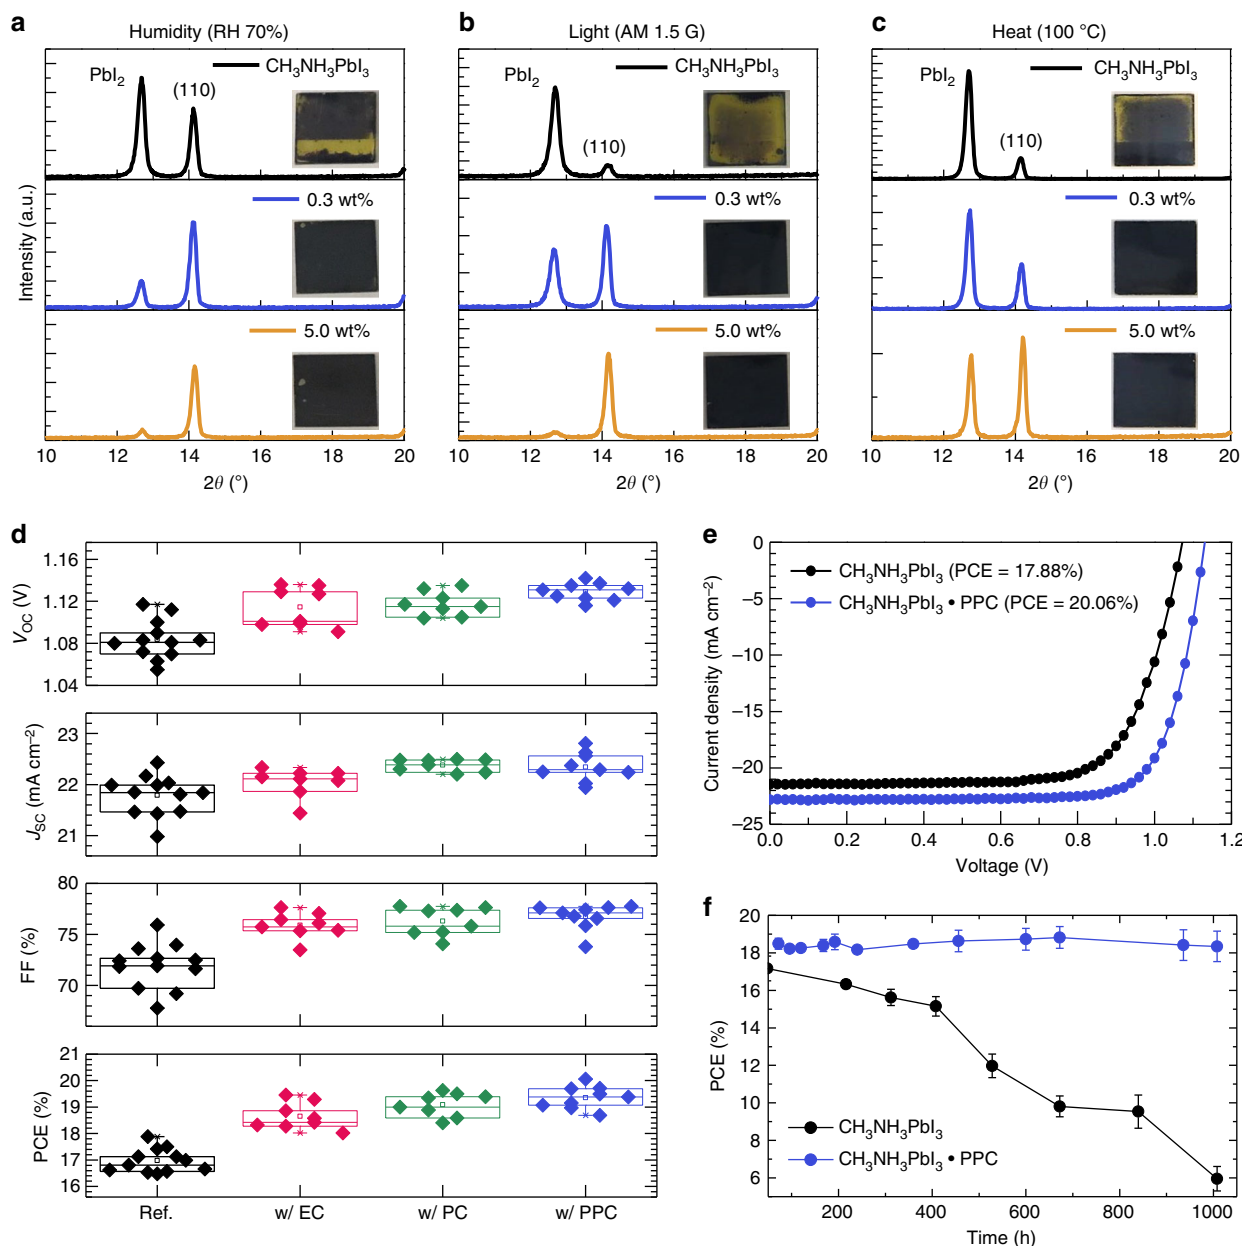 a
Humidity (RH 70%)
PbI2
CH3NH3PbI3
(110)
0.3 wt%
5.0 wt%
Intensity (a.u.)
10 12 14 16 18 20
2θ (°)
b
Light (AM 1.5 G)
PbI2
CH3NH3PbI3
(110)
0.3 wt%
5.0 wt%
10 12 14 16 18 20
2θ (°)
c
Heat (100 °C)
PbI2
CH3NH3PbI3
(110)
0.3 wt%
5.0 wt%
10 12 14 16 18 20
2θ (°)
d
VOC (V)
1.16
1.12
1.08
1.04
JSC (mA cm−2)
23
22
21
FF (%)
80
75
70
PCE (%)
21
20
19
18
17
16
Ref. w/ EC w/ PC w/ PPC
e
CH3NH3PbI3 (PCE = 17.88%)
CH3NH3PbI3 • PPC (PCE = 20.06%)
Current density (mA cm−2)
0
−5
−10
−15
−20
−25
0.0 0.2 0.4 0.6 0.8 1.0 1.2
Voltage (V)
f
PCE (%)
20
18
16
14
12
10
8
6
CH3NH3PbI3
CH3NH3PbI3 • PPC
200 400 600 800 1000
Time (h)